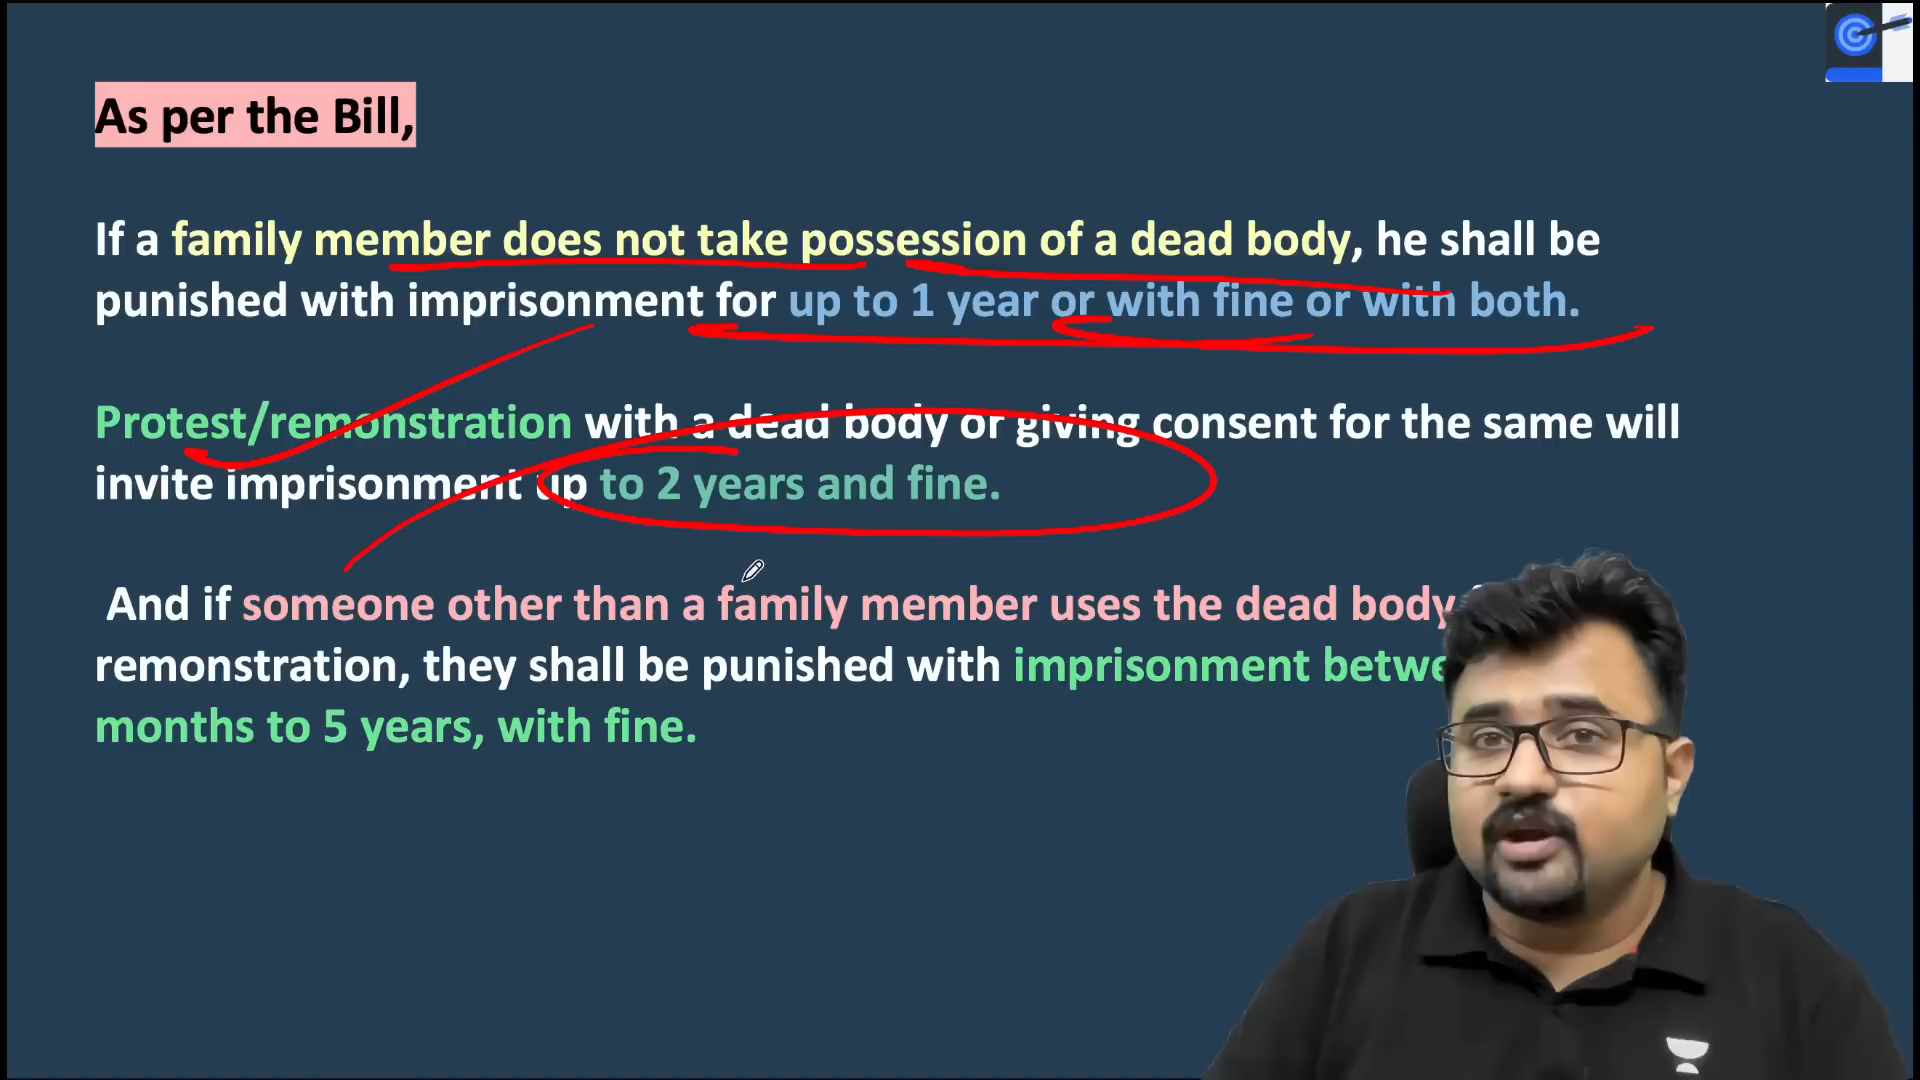 As per the Bill,
If a family member does not take possession of a dead body, he shall be
punished with imprisonment for up to 1 year or with fine or with both.
Protest/remonstration with a dead body or giving consent for the same will
invite imprisonment up to 2 years and fine.
And if someone other than a family member uses the dead body
remonstration, they shall be punished with imprisonment
months to 5 years, with fine.